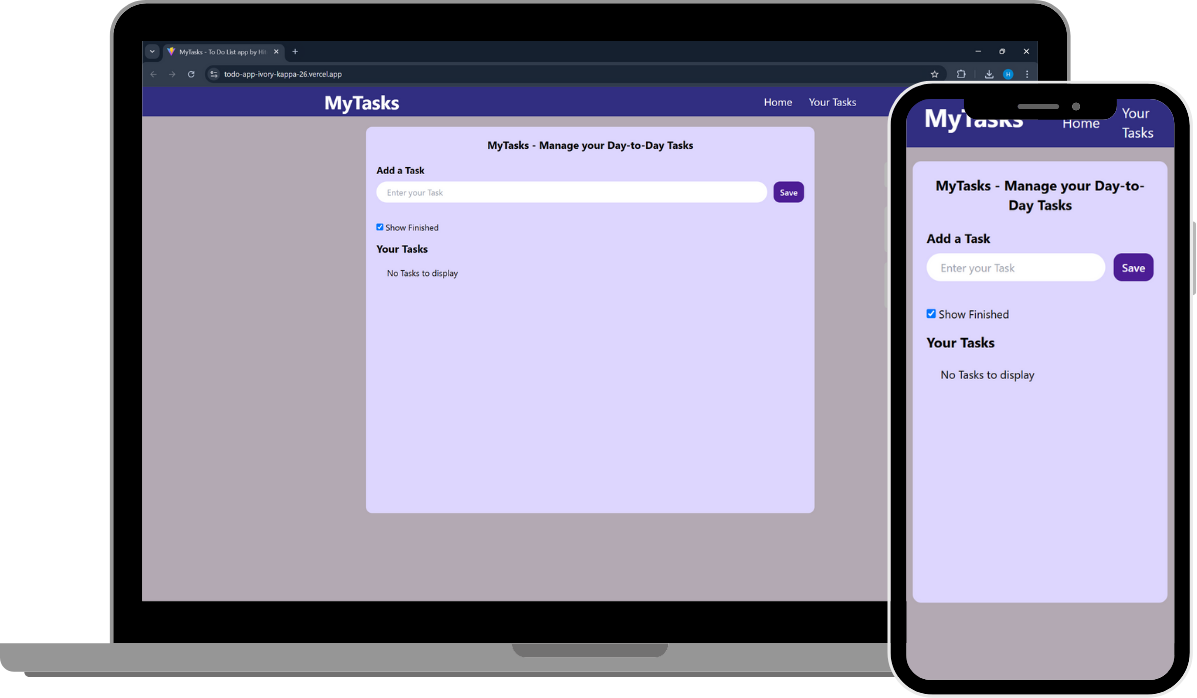 MyTasks - To Do List app by Hi
todo-app-ivory-kappa-26.vercel.app
H
MyTasks
Home
Your Tasks
MyTasks - Manage your Day-to-Day Tasks
Add a Task
Enter your Task
Save
Show Finished
Your Tasks
No Tasks to display
MyTasks
Home
Your
Tasks
MyTasks - Manage your Day-to-
Day Tasks
Add a Task
Enter your Task
Save
Show Finished
Your Tasks
No Tasks to display